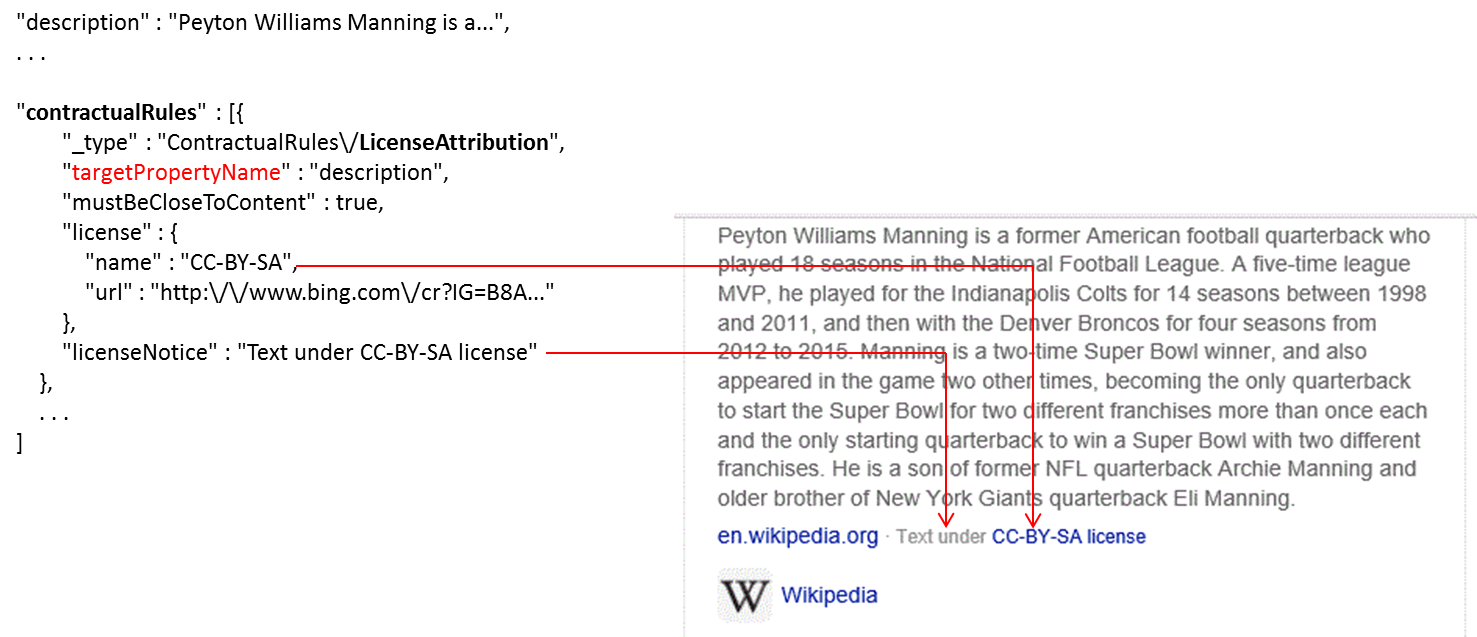 "description" : "Peyton Williams Manning is a...",
. . .
"contractualRules" : [{
"_type" : "ContractualRules\/LicenseAttribution",
"targetPropertyName" : "description",
"mustBeCloseToContent" : true,
"license" : {
"name" : "CC-BY-SA",
"url" : "http:\/\/www.bing.com\/cr?IG=B8A..."
},
"licenseNotice" : "Text under CC-BY-SA license"
},
. . .
]
Peyton Williams Manning is a former American football quarterback who
played 18 seasons in the National Football League. A five-time league
MVP, he played for the Indianapolis Colts for 14 seasons between 1998
and 2011, and then with the Denver Broncos for four seasons from
2012 to 2015. Manning is a two-time Super Bowl winner, and also
appeared in the game two other times, becoming the only quarterback
to start the Super Bowl for two different franchises more than once each
and the only starting quarterback to win a Super Bowl with two different
franchises. He is a son of former NFL quarterback Archie Manning and
older brother of New York Giants quarterback Eli Manning.
en.wikipedia.org · Text under CC-BY-SA license
W Wikipedia